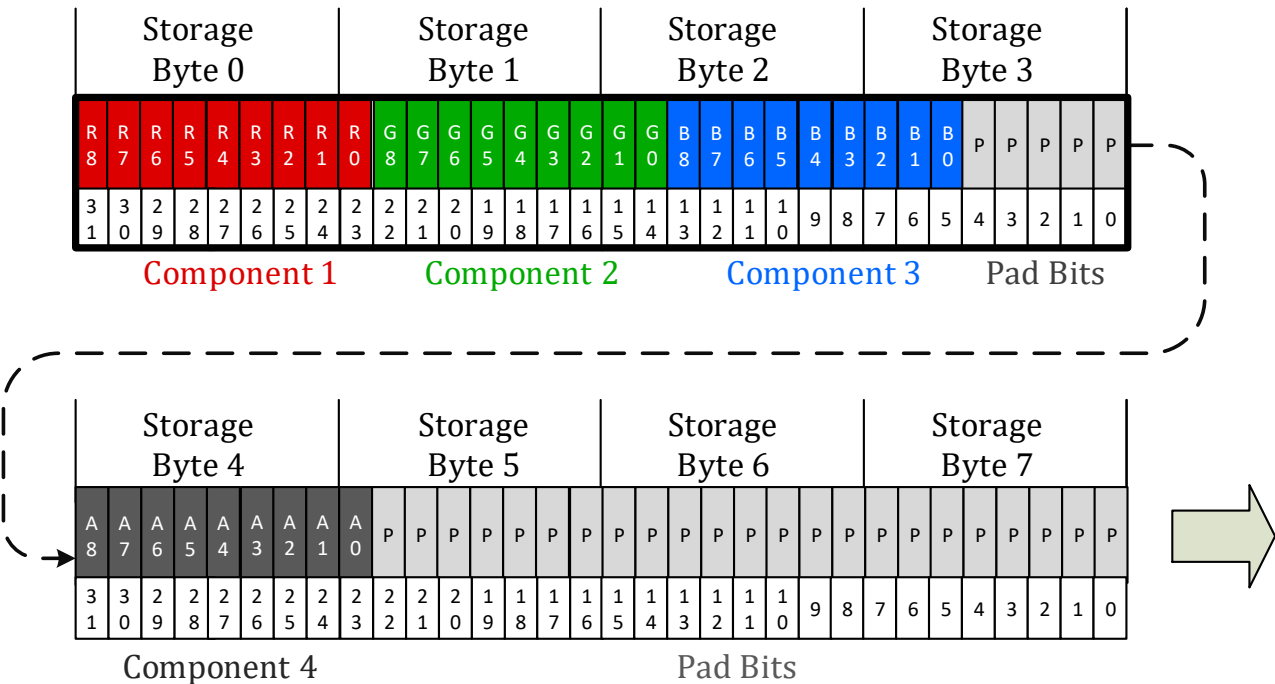 Storage Storage Storage Storage
Byte 0 Byte 1 Byte 2 Byte 3
R8 R7 R6 R5 R4 R3 R2 R1 R0 G8 G7 G6 G5 G4 G3 G2 G1 G0 B8 B7 B6 B5 B4 B3 B2 B1 B0 P P P P P
31 30 29 28 27 26 25 24 23 22 21 20 19 18 17 16 15 14 13 12 11 10 9 8 7 6 5 4 3 2 1 0
Component 1 Component 2 Component 3 Pad Bits
Storage Storage Storage Storage
Byte 4 Byte 5 Byte 6 Byte 7
A8 A7 A6 A5 A4 A3 A2 A1 A0 P P P P P P P P P P P P P P P P P P P P P P P
31 30 29 28 27 26 25 24 23 22 21 20 19 18 17 16 15 14 13 12 11 10 9 8 7 6 5 4 3 2 1 0
Component 4 Pad Bits